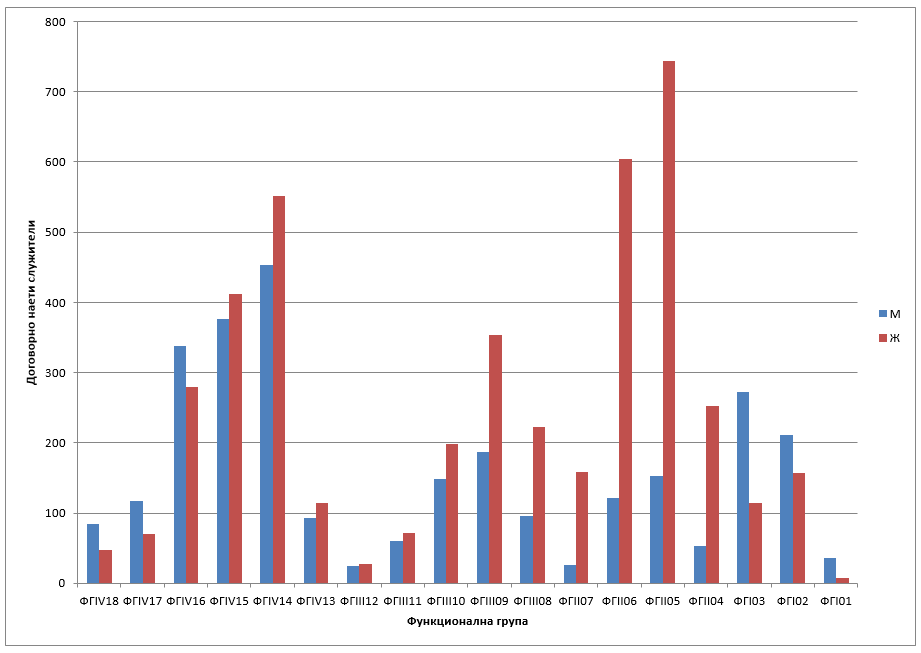 800
700
600
500
400
300
200
100
0
Договорно наети служители
ФГIV18 ФГIV17 ФГIV16 ФГIV15 ФГIV14 ФГIV13 ФГIII12 ФГIII11 ФГIII10 ФГIII09 ФГIII08 ФГII07 ФГII06 ФГII05 ФГII04 ФГI03 ФГI02 ФГI01
Функционална група
М
Ж